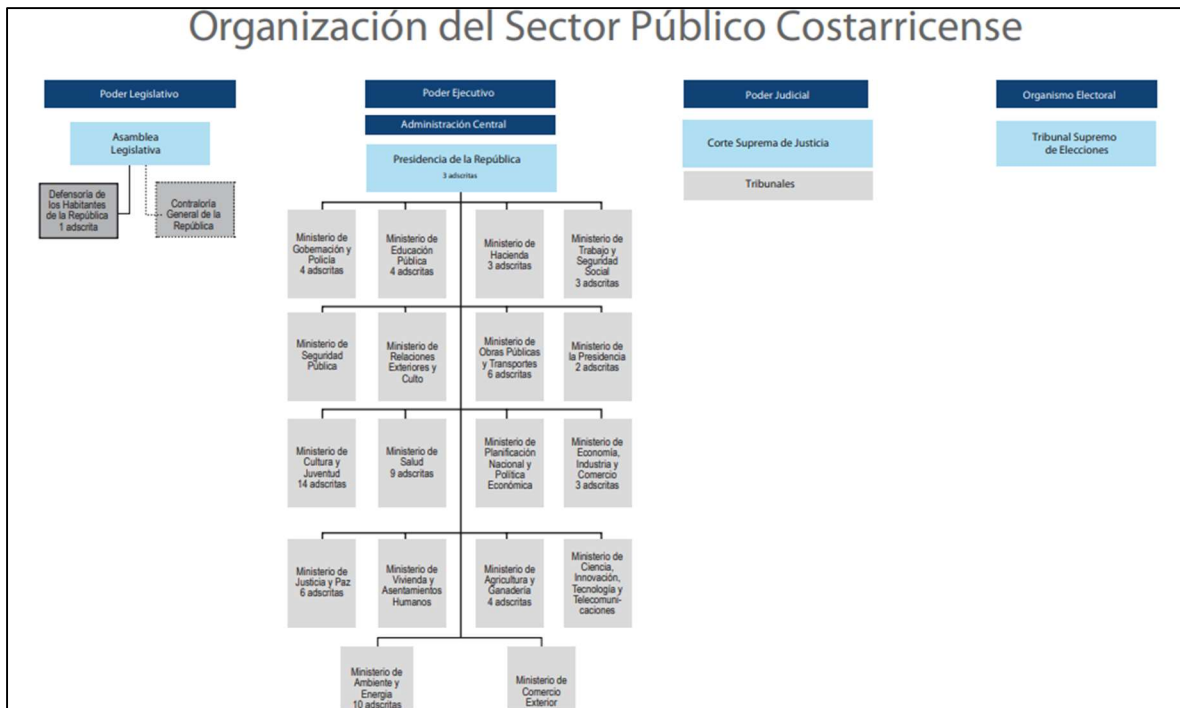 Organización del Sector Público Costarricense
Poder Legislativo
Asamblea
Legislativa
Defensoría de
los Habitantes
de la República
1 adscrita
Contraloría
General de la
República
Poder Ejecutivo
Administración Central
Presidencia de la República
3 adscritas
Ministerio de
Gobernación y
Policía
4 adscritas
Ministerio de
Educación
Pública
4 adscritas
Ministerio de
Hacienda
3 adscritas
Ministerio de
Trabajo y
Seguridad
Social
3 adscritas
Ministerio de
Seguridad
Pública
Ministerio de
Relaciones
Exteriores y
Culto
Ministerio de
Obras Públicas
y Transportes
6 adscritas
Ministerio de
la Presidencia
2 adscritas
Ministerio de
Cultura y
Juventud
14 adscritas
Ministerio de
Salud
9 adscritas
Ministerio de
Planificación
Nacional y
Política
Económica
Ministerio de
Economía,
Industria y
Comercio
3 adscritas
Ministerio de
Justicia y Paz
6 adscritas
Ministerio de
Vivienda y
Asentamientos
Humanos
Ministerio de
Agricultura y
Ganadería
4 adscritas
Ministerio de
Ciencia,
Innovación,
Tecnología y
Telecomuni-
caciones
Ministerio de
Ambiente y
Energia
10 adscritas
Ministerio de
Comercio
Exterior
Poder Judicial
Corte Suprema de Justicia
Tribunales
Organismo Electoral
Tribunal Supremo
de Elecciones